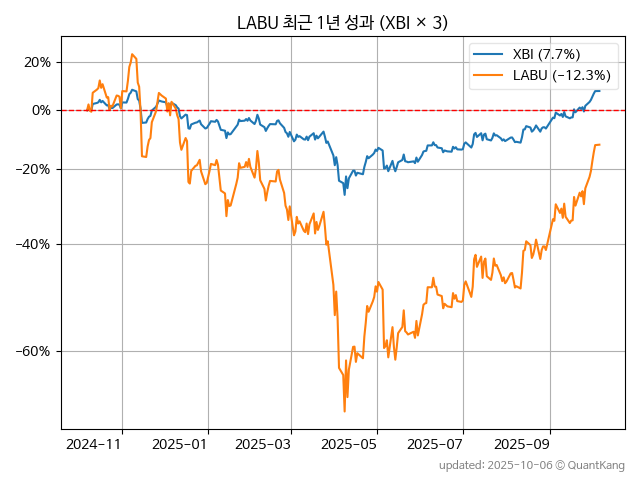 LABU 최근 1년 성과 (XBI × 3)
XBI (7.7%)
LABU (−12.3%)
20%
0%
−20%
−40%
−60%
2024-11
2025-01
2025-03
2025-05
2025-07
2025-09
updated: 2025-10-06 © QuantKang